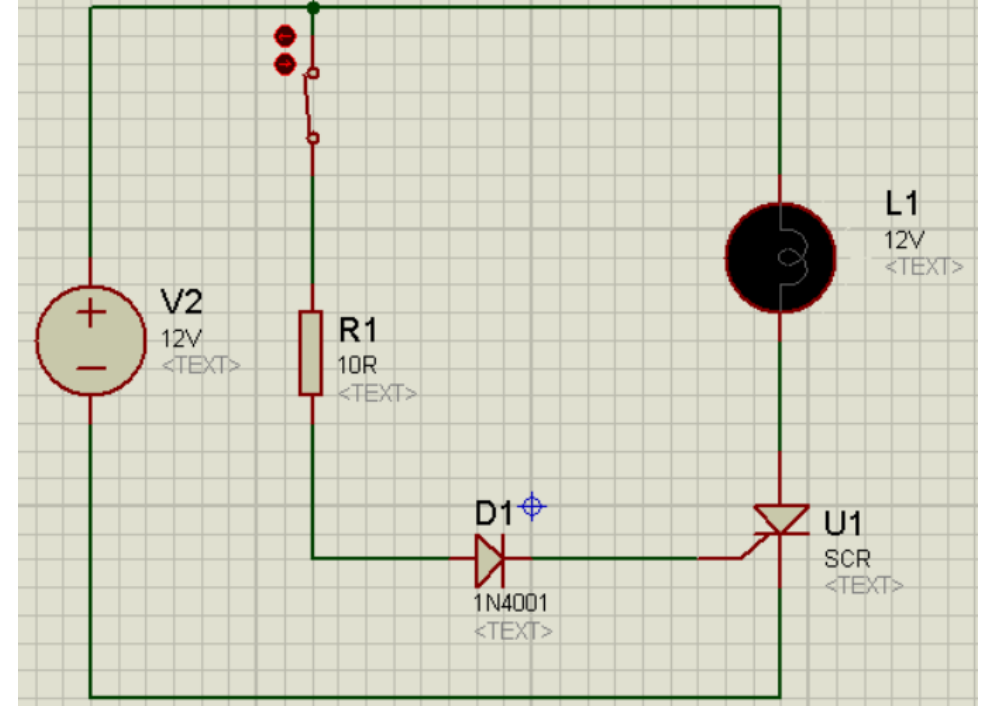 V2
12V
<TEXT>
R1
10R
<TEXT>
L1
12V
<TEXT>
D1
1N4001
<TEXT>
U1
SCR
<TEXT>